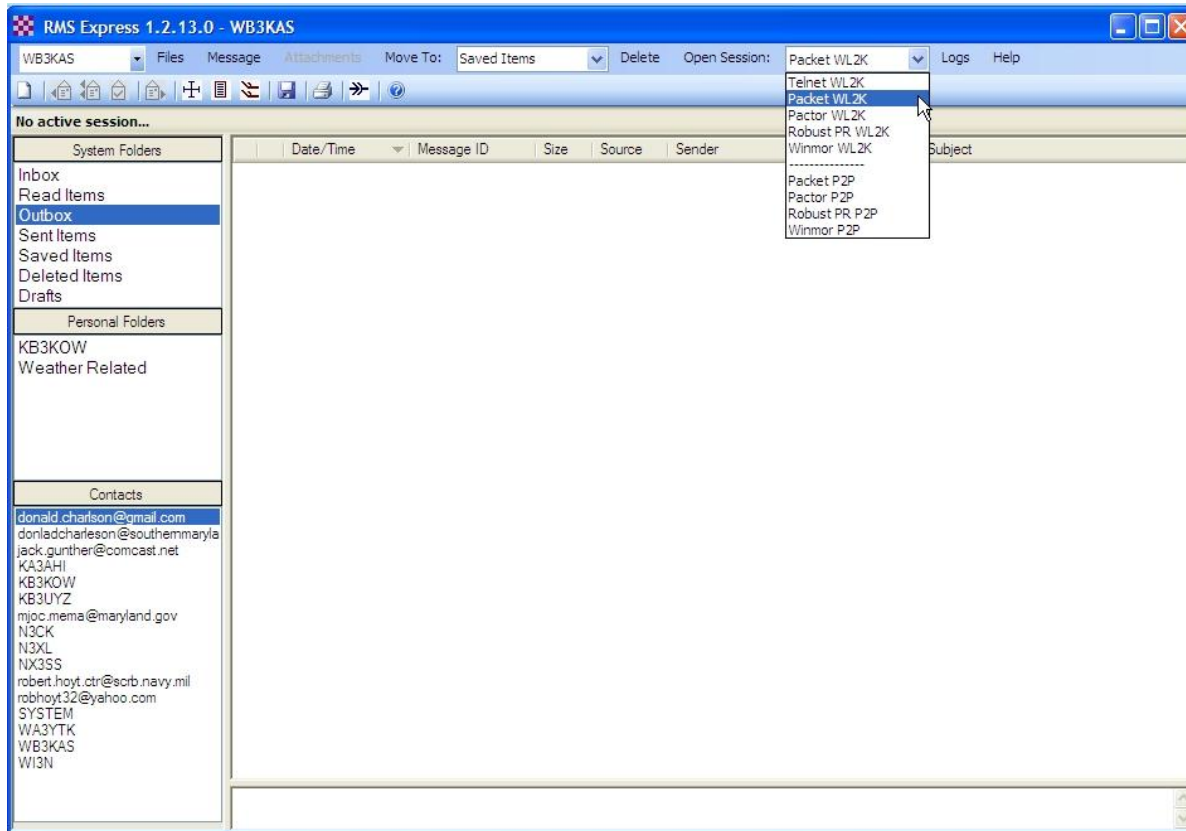 RMS Express 1.2.13.0 - WB3KAS
WB3KAS Files Message Attachments Move To: Saved Items Delete Open Session: Packet WL2K Logs Help
Telnet WL2K
Packet WL2K
Pactor WL2K
Robust PR WL2K
Winmor WL2K
---------------
Packet P2P
Pactor P2P
Robust PR P2P
Winmor P2P
No active session...
System Folders
Date/Time Message ID Size Source Sender Subject
Inbox
Read Items
Outbox
Sent Items
Saved Items
Deleted Items
Drafts
Personal Folders
KB3KOW
Weather Related
Contacts
donald.charlson@gmail.com
donladcharleson@southernmaryla
jack.gunther@comcast.net
KA3AHI
KB3KOW
KB3UYZ
mjoc.mema@maryland.gov
N3CK
N3XL
NX3SS
robert.hoyt.ctr@scrb.navy.mil
robhoyt32@yahoo.com
SYSTEM
WA3YTK
WB3KAS
WI3N